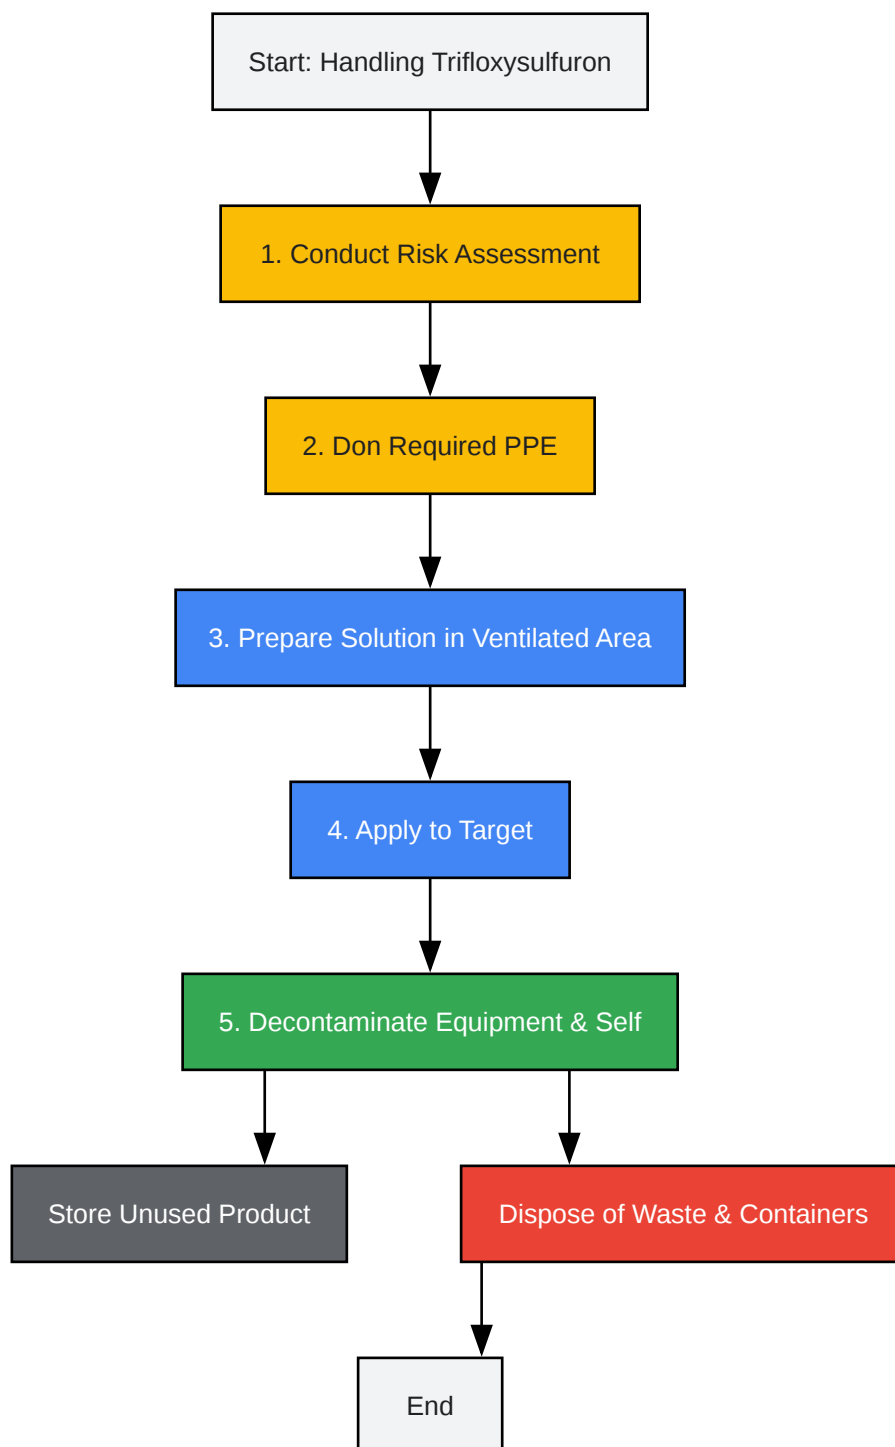 Start: Handling Trifloxysulfuron
1. Conduct Risk Assessment
2. Don Required PPE
3. Prepare Solution in Ventilated Area
4. Apply to Target
5. Decontaminate Equipment & Self
Store Unused Product
Dispose of Waste & Containers
End